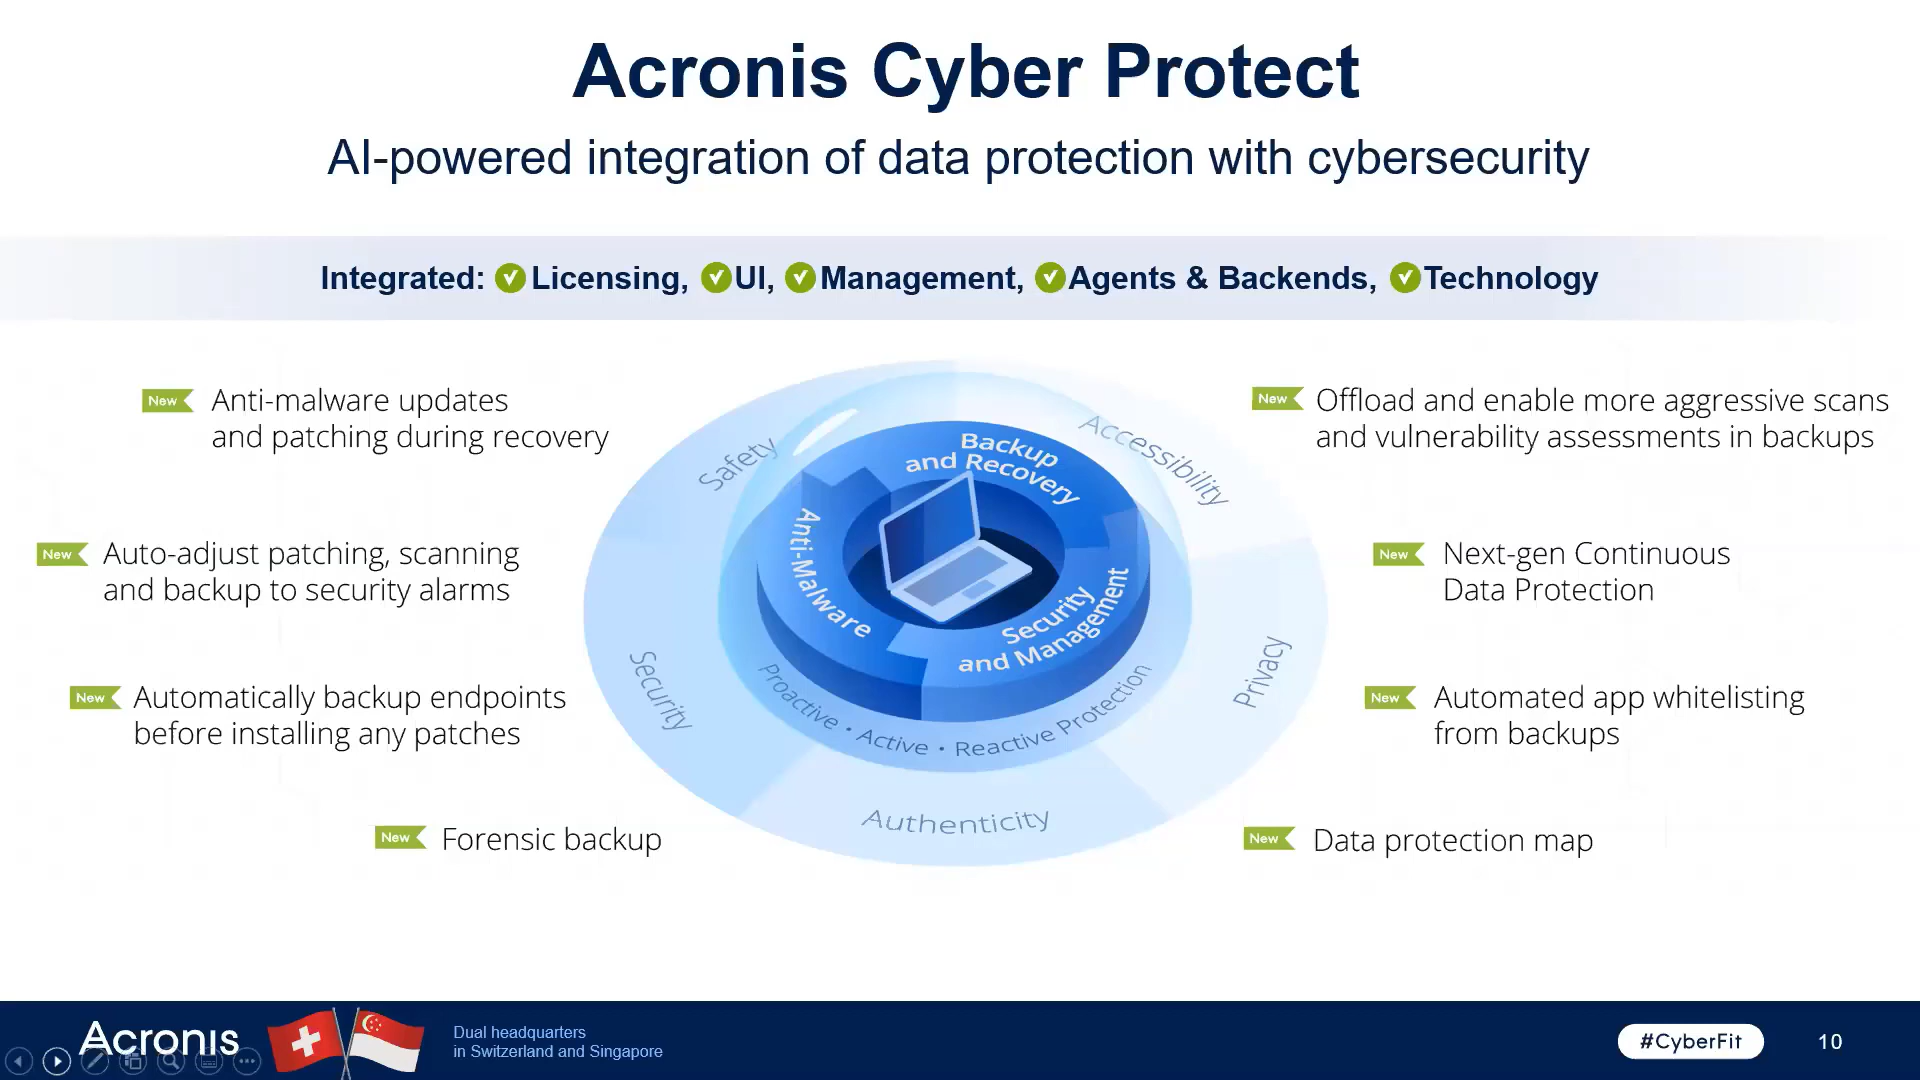 Acronis Cyber Protect
AI-powered integration of data protection with cybersecurity
Integrated: Licensing, UI, Management, Agents & Backends, Technology
New Anti-malware updates
and patching during recovery
New Auto-adjust patching, scanning
and backup to security alarms
New Automatically backup endpoints
before installing any patches
New Forensic backup
Safety
Accessibility
Privacy
Authenticity
Security
Backup
and Recovery
Anti-Malware
Security
and Management
Proactive • Active • Reactive Protection
New Offload and enable more aggressive scans
and vulnerability assessments in backups
New Next-gen Continuous
Data Protection
New Automated app whitelisting
from backups
New Data protection map
Acronis
Dual headquarters
in Switzerland and Singapore
#CyberFit
10